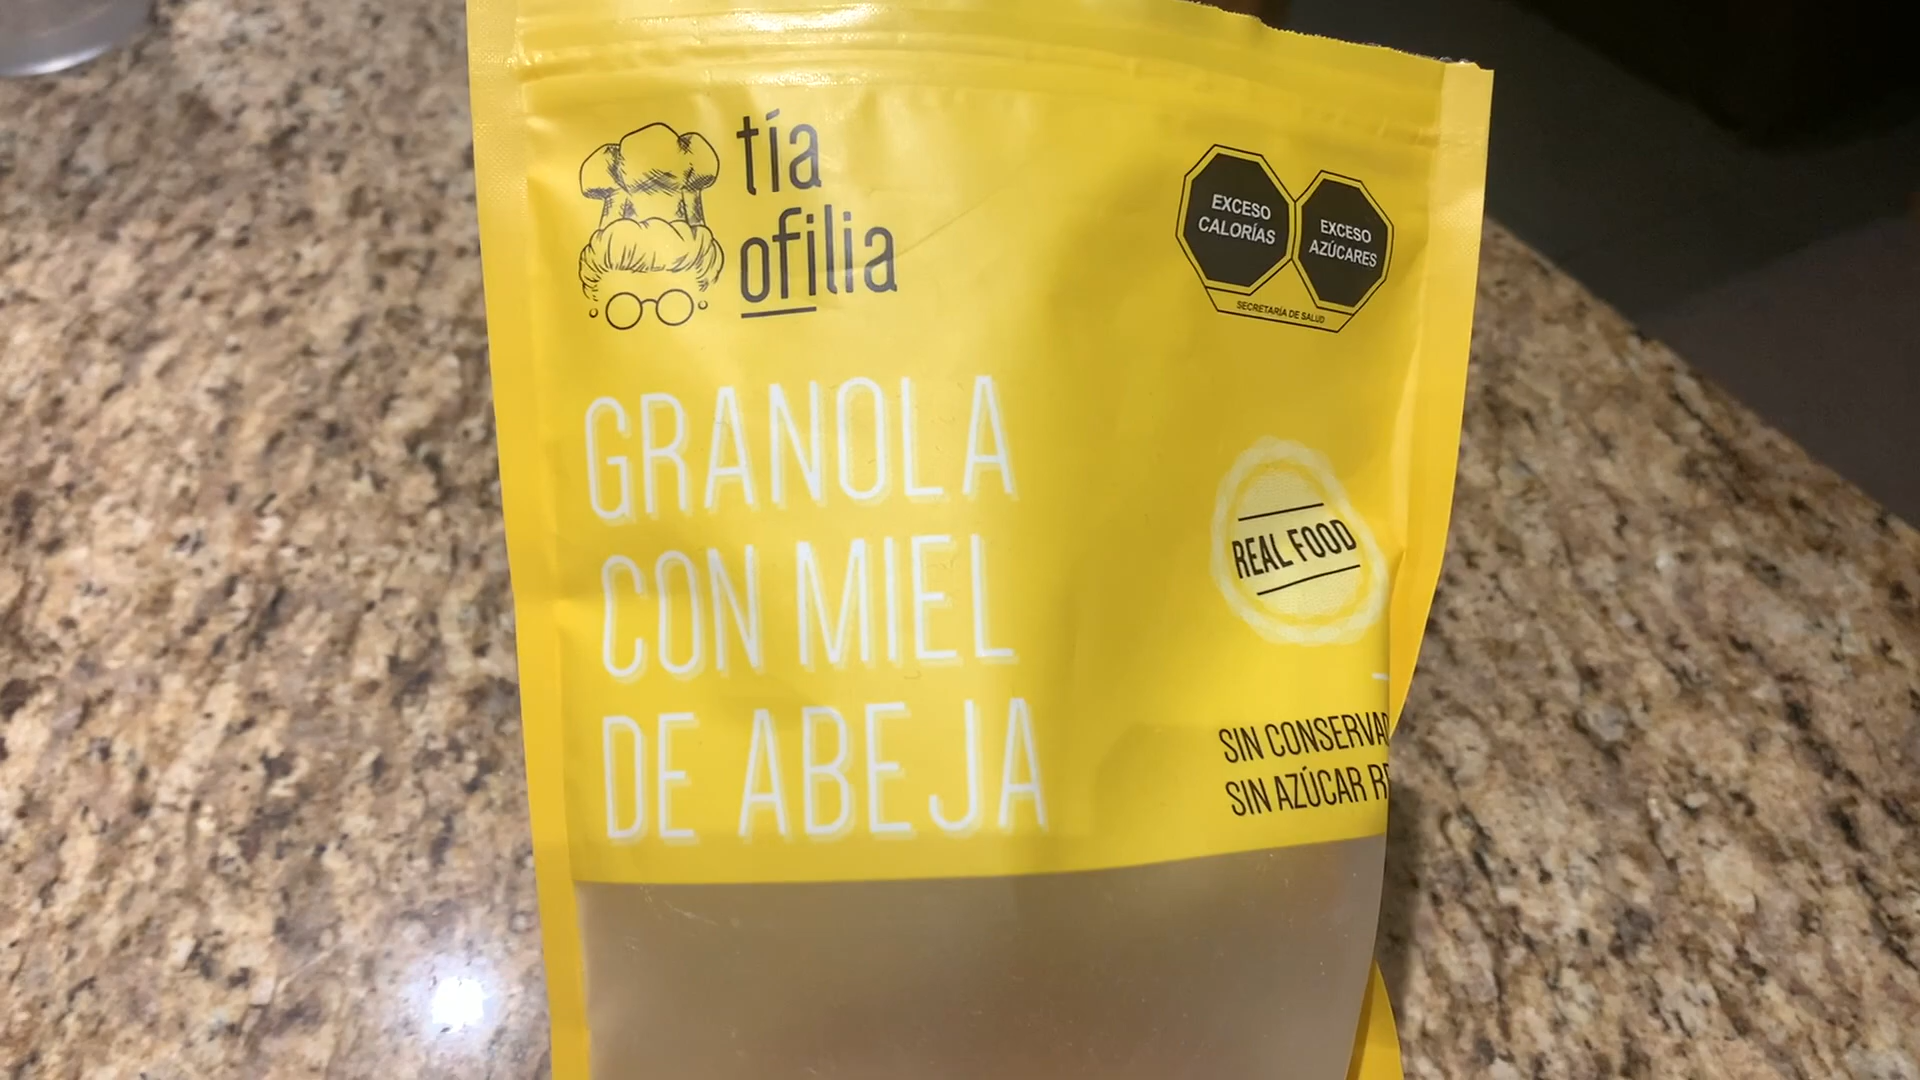 tía
ofilia
EXCESO
CALORÍAS
EXCESO
AZÚCARES
SECRETARÍA DE SALUD
GRANOLA
CON MIEL
DE ABEJA
REAL FOOD
SIN
SIN AZÚCAR